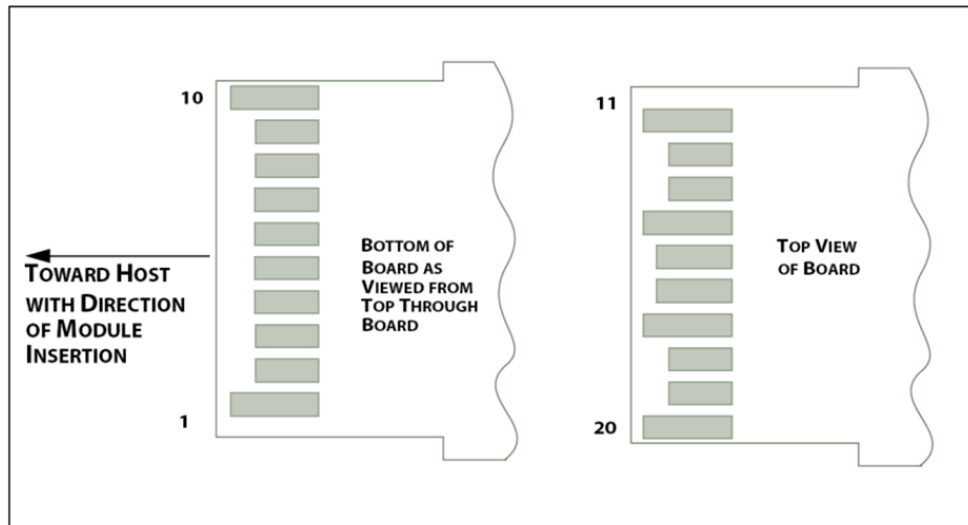 10
1
TOWARD HOST
WITH DIRECTION
OF MODULE
INSERTION
BOTTOM OF
BOARD AS
VIEWED FROM
TOP THROUGH
BOARD
11
20
TOP VIEW
OF BOARD